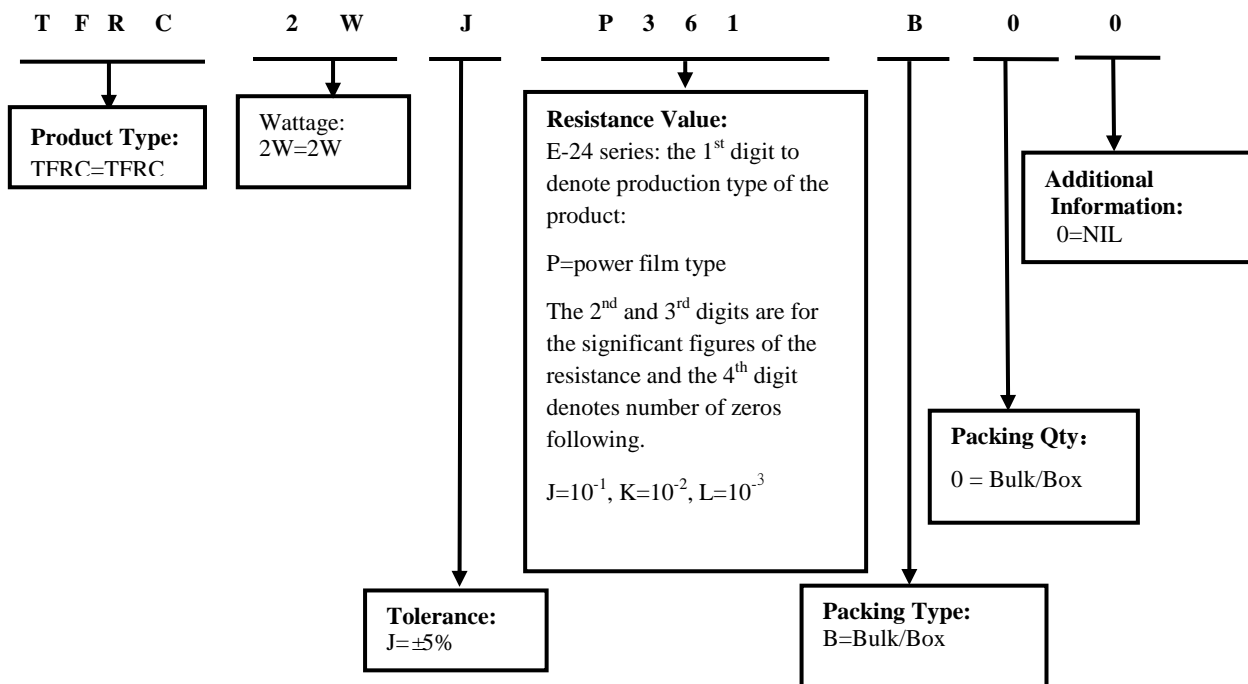 T F R C 2 W J P 3 6 1 B 0 0
Product Type:
TFRC=TFRC
Wattage:
2W=2W
Resistance Value:
E-24 series: the 1st digit to
denote production type of the
product:
P=power film type
The 2nd and 3rd digits are for
the significant figures of the
resistance and the 4th digit
denotes number of zeros
following.
J=10-1, K=10-2, L=10-3
Additional
Information:
0=NIL
Packing Qty:
0 = Bulk/Box
Tolerance:
J=±5%
Packing Type:
B=Bulk/Box